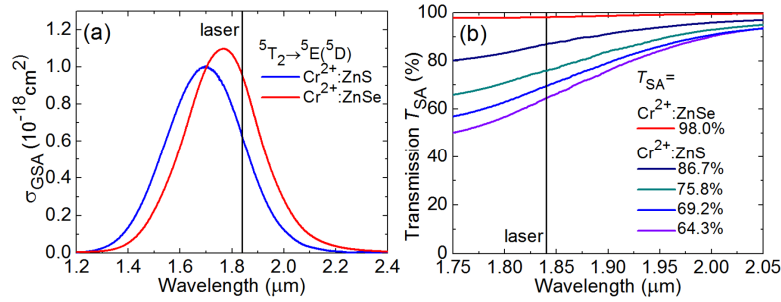 laser
(a)
⁵T₂→⁵E(⁵D)
Cr²⁺:ZnS
Cr²⁺:ZnSe
σGSA (10⁻¹⁸cm²)
1.2
1.0
0.8
0.6
0.4
0.2
0.0
1.2 1.4 1.6 1.8 2.0 2.2 2.4
Wavelength (μm)
(b)
Transmission TSA (%)
100
80
60
40
20
0
TSA=
Cr²⁺:ZnSe
98.0%
Cr²⁺:ZnS
86.7%
75.8%
69.2%
64.3%
laser
1.75 1.80 1.85 1.90 1.95 2.00 2.05
Wavelength (μm)